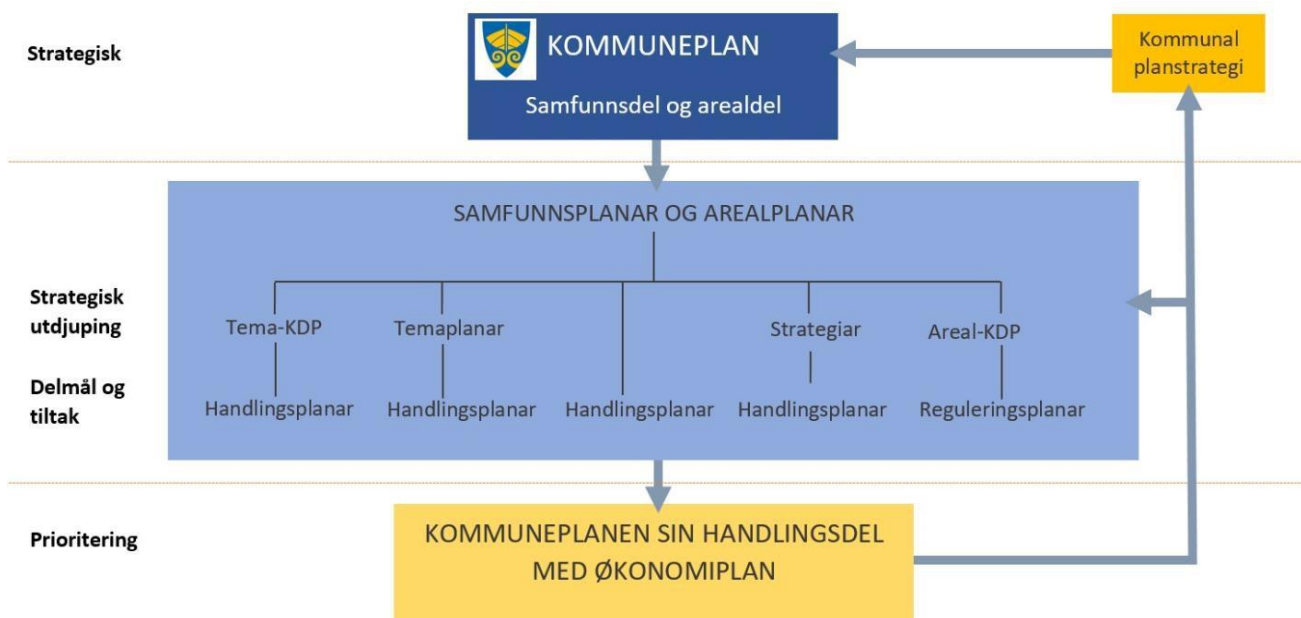 Strategisk
KOMMUNEPLAN
Samfunnsdel og arealdel
Kommunal
planstrategi
SAMFUNNSPLANAR OG AREALPLANAR
Strategisk
utdjuping
Tema-KDP
Temaplanar
Strategiar
Areal-KDP
Delmål og
tiltak
Handlingsplanar
Handlingsplanar
Handlingsplanar
Handlingsplanar
Reguleringsplanar
Prioritering
KOMMUNEPLANEN SIN HANDLINGSDEL
MED ØKONOMIPLAN